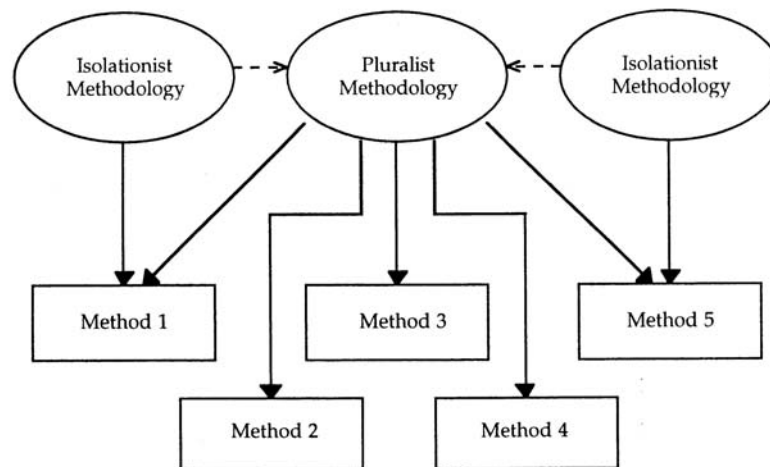 Isolationist
Methodology
Pluralist
Methodology
Isolationist
Methodology
Method 1
Method 3
Method 5
Method 2
Method 4